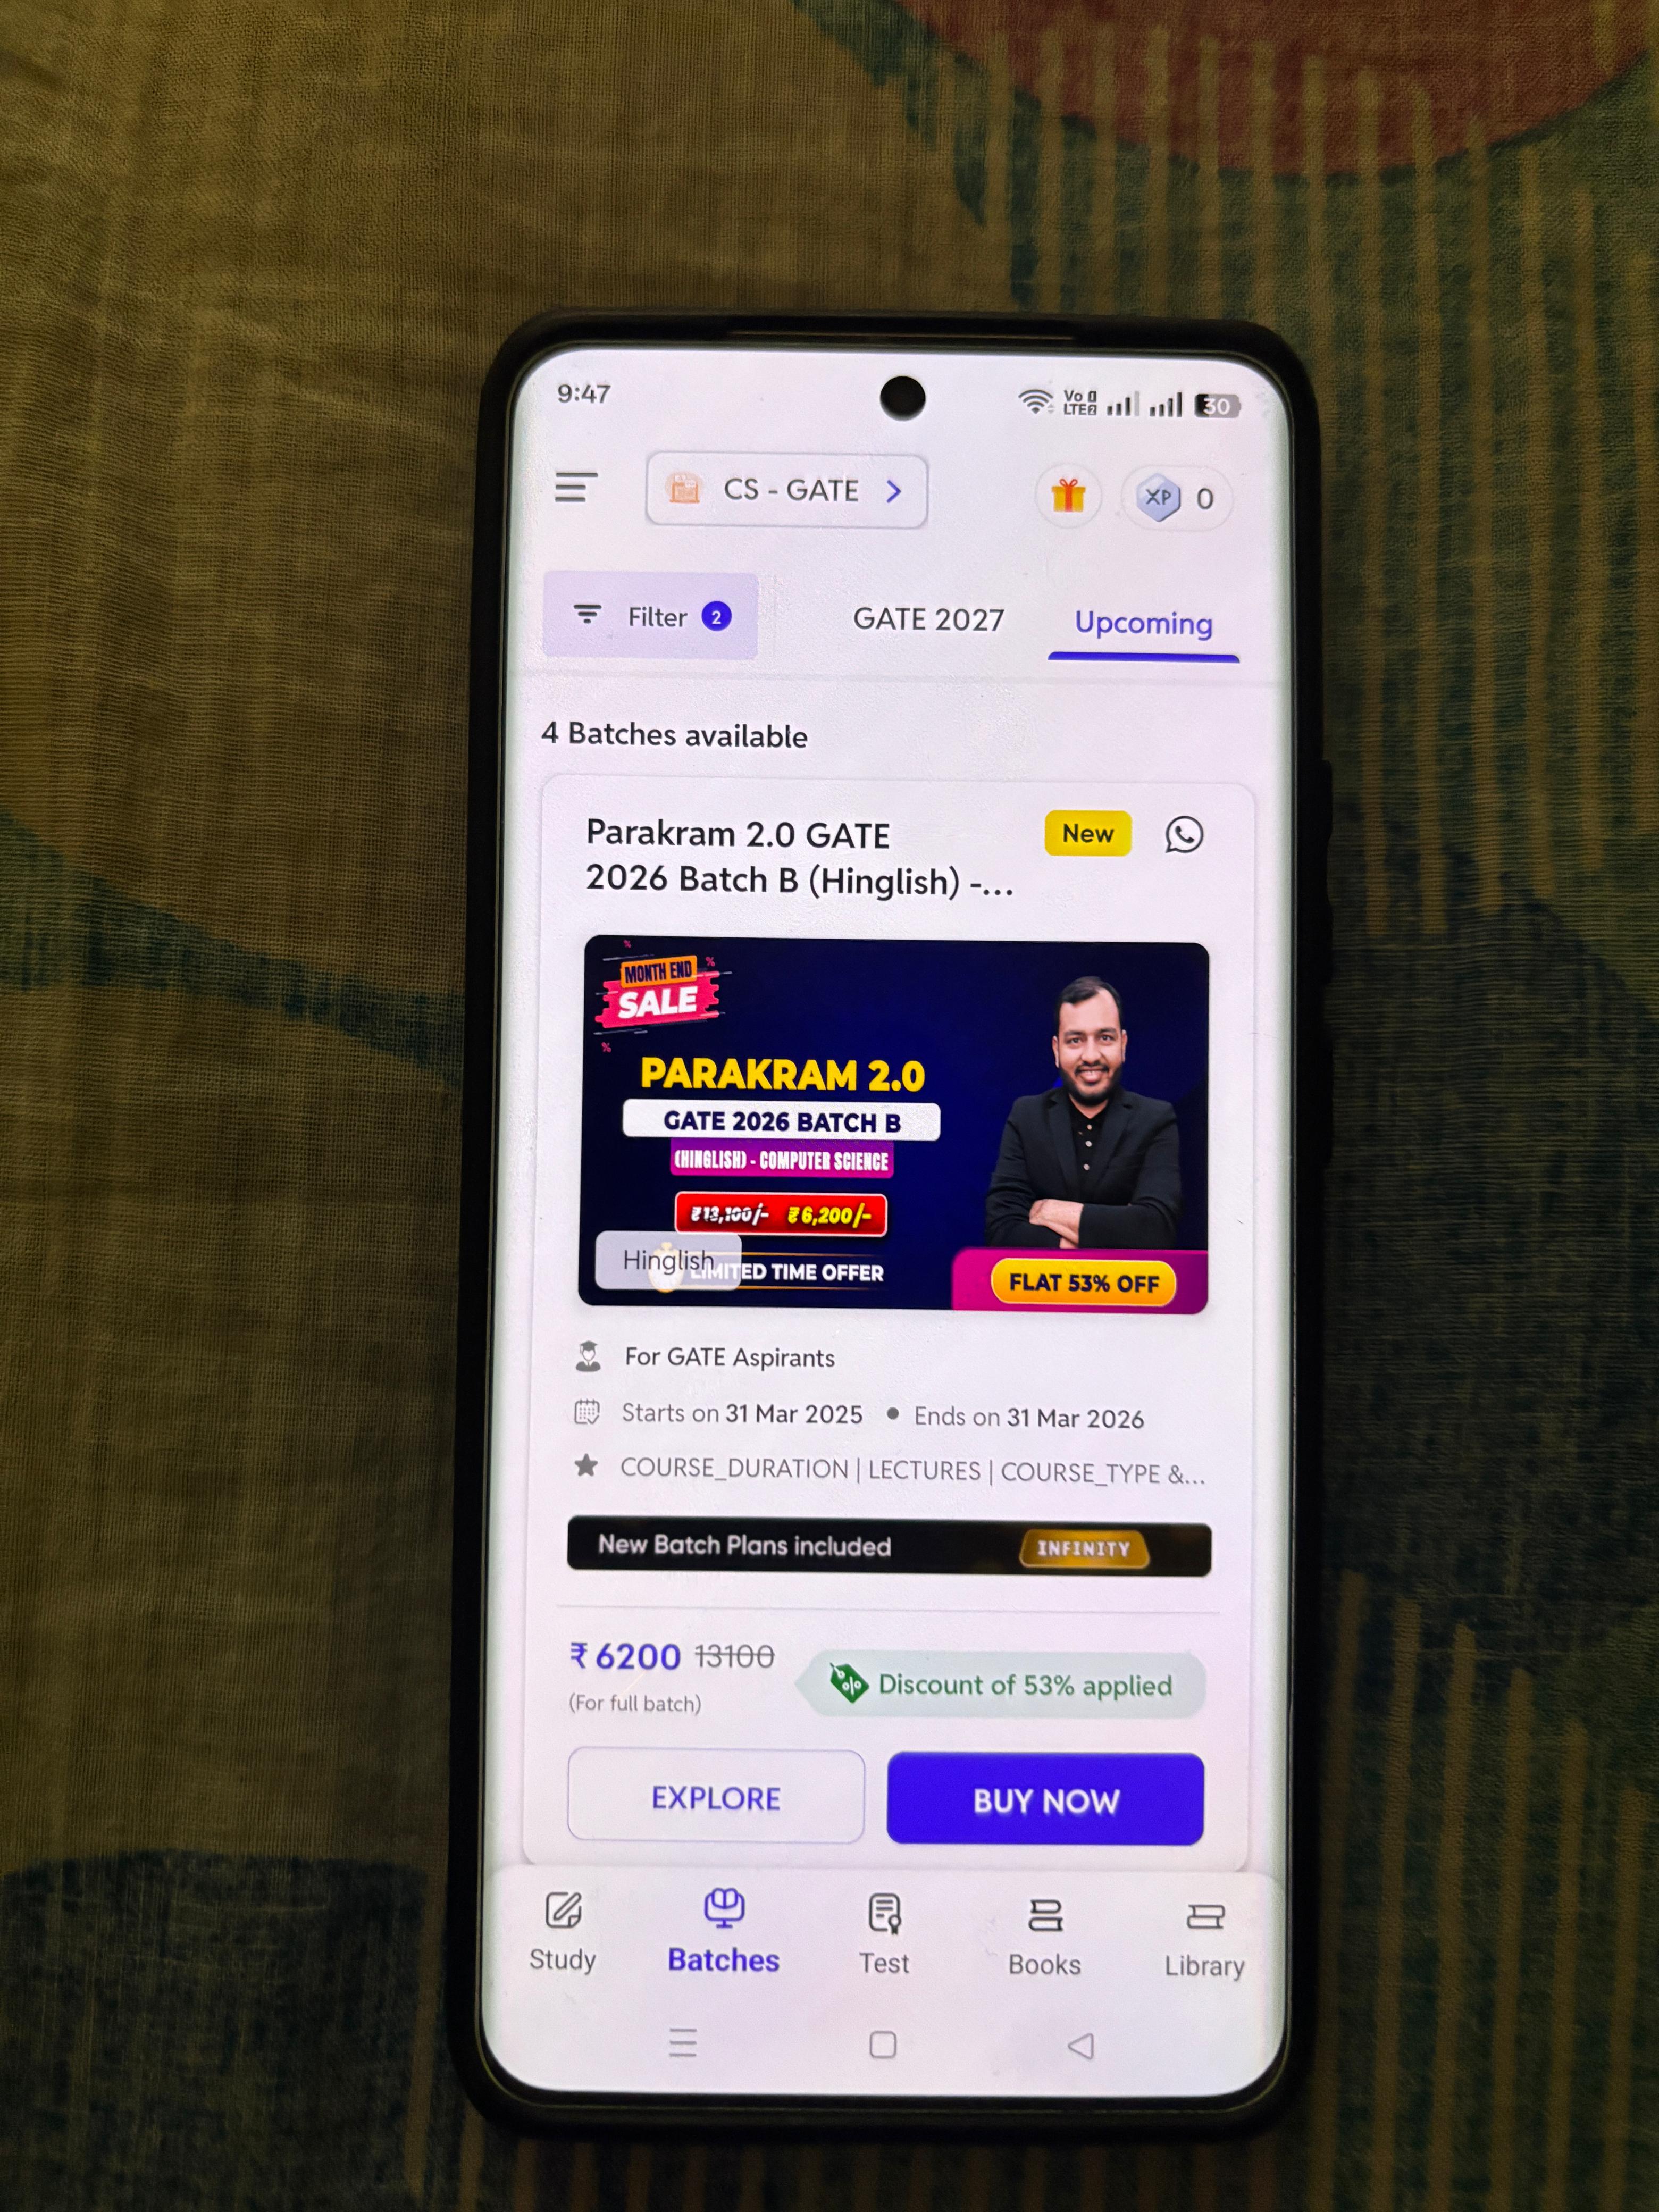 9:47
Vo
LTE2
30
CS - GATE
XP 0
Filter 2
GATE 2027
Upcoming
4 Batches available
Parakram 2.0 GATE
2026 Batch B (Hinglish) -...
New
MONTH END
SALE
PARAKRAM 2.0
GATE 2026 BATCH B
(HINGLISH) - COMPUTER SCIENCE
₹13,100/- ₹6,200/-
Hinglish
LIMITED TIME OFFER
FLAT 53% OFF
For GATE Aspirants
Starts on 31 Mar 2025 • Ends on 31 Mar 2026
COURSE_DURATION | LECTURES | COURSE_TYPE &...
New Batch Plans included
INFINITY
₹ 6200 13100
(For full batch)
% Discount of 53% applied
EXPLORE
BUY NOW
Study
Batches
Test
Books
Library